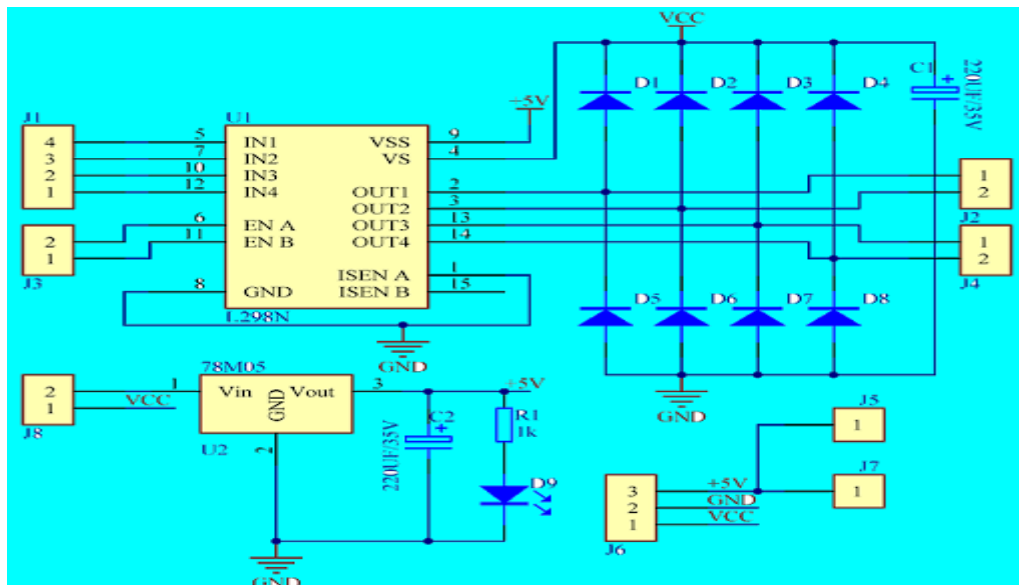 VCC
D1 D2 D3 D4 C1 220UF/35V
+5V
J1 U1
4 5 IN1 VSS 9
3 7 IN2 VS 4
2 10 IN3
1 12 IN4 OUT1 2
OUT2 3
6 EN A OUT3 13
11 EN B OUT4 14
2
1
J3
ISEN A 1
8 GND ISEN B 15
L298N
GND
1
2
J2
1
2
J4
D5 D6 D7 D8
GND
78M05
2 1 Vin GND Vout 3 +5V
1 VCC
J8 U2 2
C2 220UF/35V
R1
1k
D9
GND
J5
1
J7
1
3 +5V
2 GND
1 VCC
J6